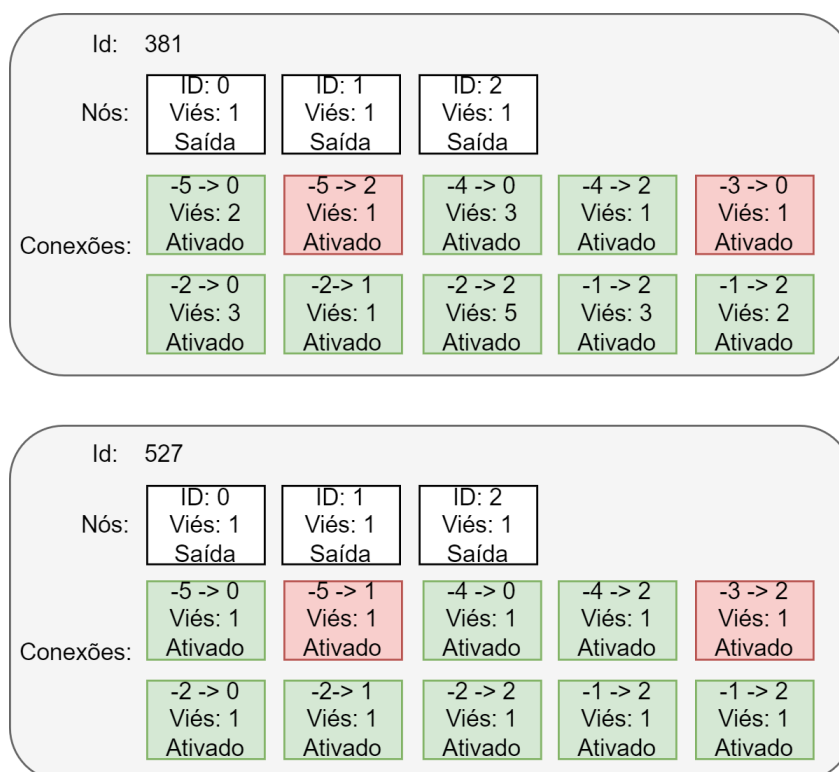 Id: 381
Nós:
ID: 0
Viés: 1
Saída
ID: 1
Viés: 1
Saída
ID: 2
Viés: 1
Saída
Conexões:
-5 -> 0
Viés: 2
Ativado
-5 -> 2
Viés: 1
Ativado
-4 -> 0
Viés: 3
Ativado
-4 -> 2
Viés: 1
Ativado
-3 -> 0
Viés: 1
Ativado
-2 -> 0
Viés: 3
Ativado
-2-> 1
Viés: 1
Ativado
-2 -> 2
Viés: 5
Ativado
-1 -> 2
Viés: 3
Ativado
-1 -> 2
Viés: 2
Ativado
Id: 527
Nós:
ID: 0
Viés: 1
Saída
ID: 1
Viés: 1
Saída
ID: 2
Viés: 1
Saída
Conexões:
-5 -> 0
Viés: 1
Ativado
-5 -> 1
Viés: 1
Ativado
-4 -> 0
Viés: 1
Ativado
-4 -> 2
Viés: 1
Ativado
-3 -> 2
Viés: 1
Ativado
-2 -> 0
Viés: 1
Ativado
-2-> 1
Viés: 1
Ativado
-2 -> 2
Viés: 1
Ativado
-1 -> 2
Viés: 1
Ativado
-1 -> 2
Viés: 1
Ativado